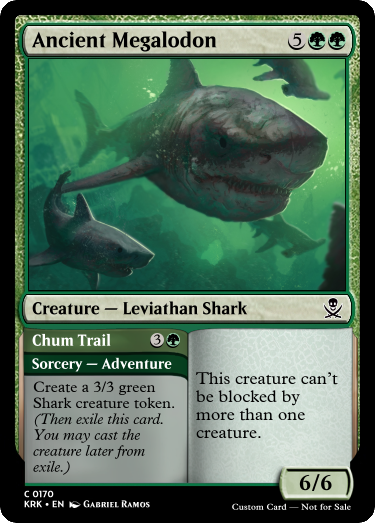 Ancient Megalodon 5
Creature — Leviathan Shark
Chum Trail 3
Sorcery — Adventure
Create a 3/3 green
Shark creature token.
(Then exile this card.
You may cast the
creature later from
exile.)
This creature can't
be blocked by
more than one
creature.
6/6
C 0170
KRK • EN Gabriel Ramos
Custom Card — Not for Sale